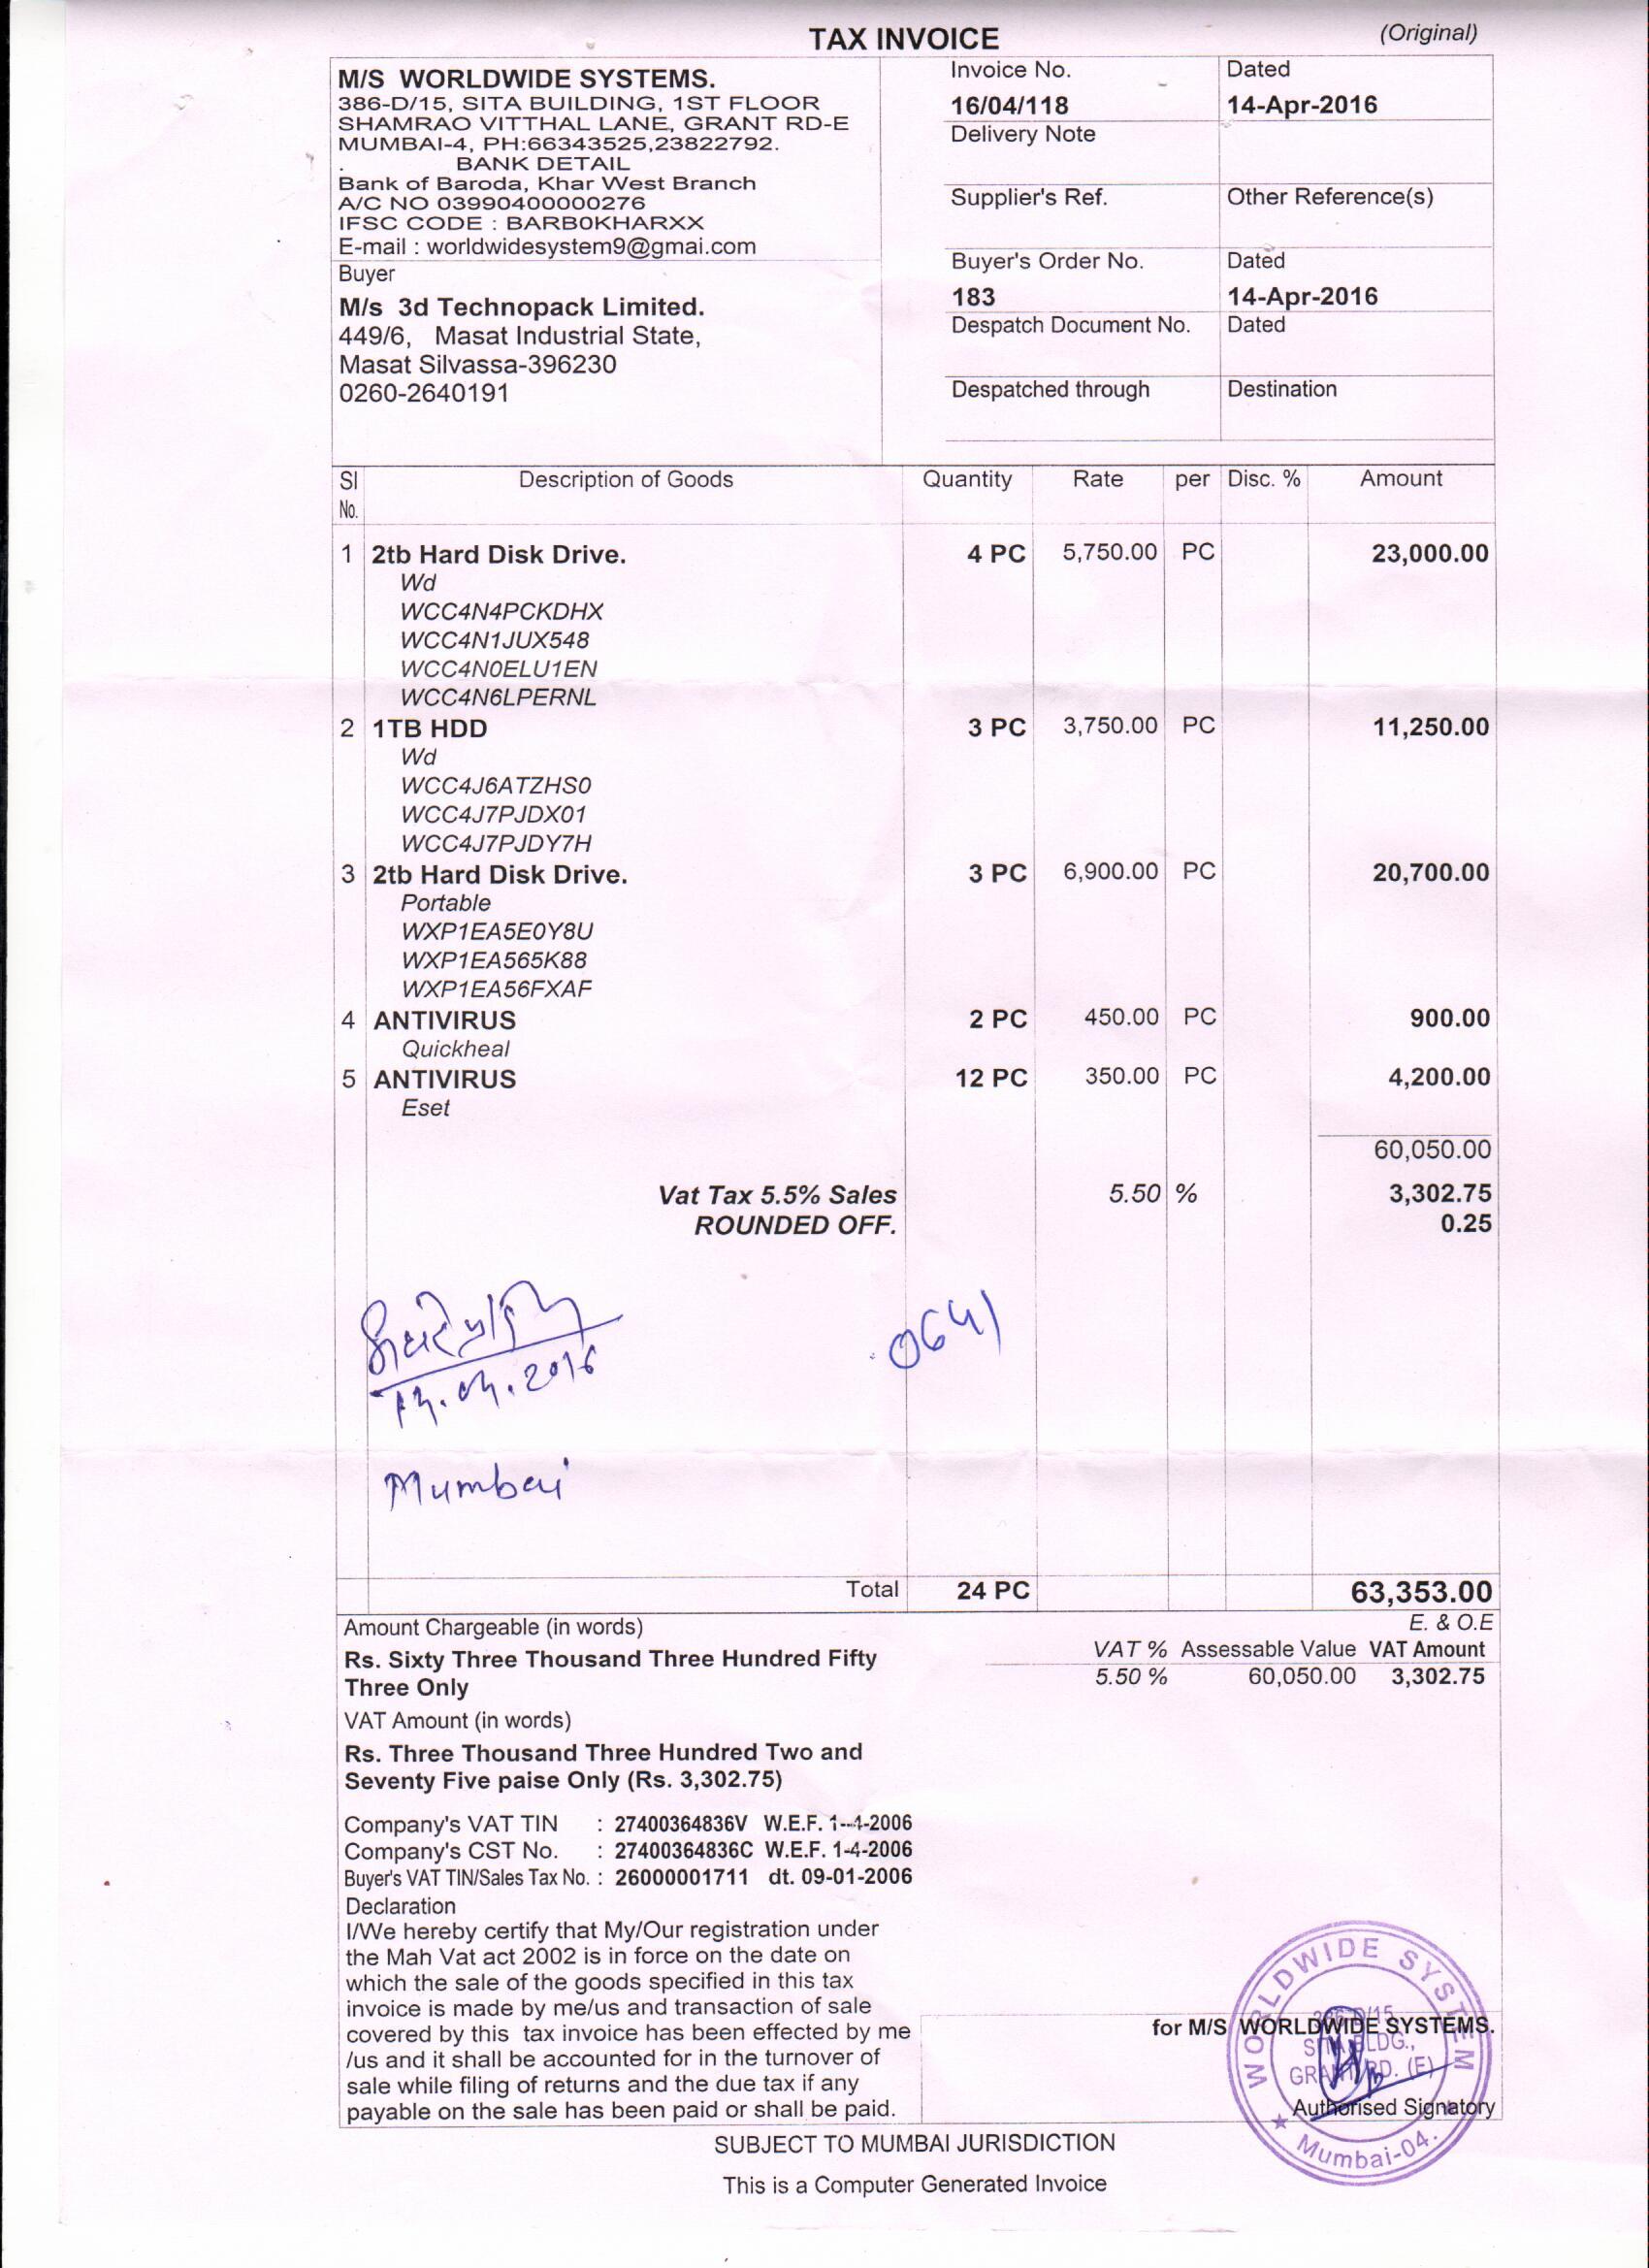 TAX INVOICE
(Original)
M/S WORLDWIDE SYSTEMS.
386-D/15, SITA BUILDING, 1ST FLOOR
SHAMRAO VITTHAL LANE, GRANT RD-E
MUMBAI-4, PH:66343525,23822792.
. BANK DETAIL
Bank of Baroda, Khar West Branch
A/C NO 03990400000276
IFSC CODE : BARB0KHARXX
E-mail : worldwidesystem9@gmai.com
Invoice No. Dated
16/04/118 14-Apr-2016
Delivery Note
Supplier's Ref. Other Reference(s)
Buyer's Order No. Dated
183 14-Apr-2016
Despatch Document No. Dated
Despatched through Destination
Buyer
M/s 3d Technopack Limited.
449/6, Masat Industrial State,
Masat Silvassa-396230
0260-2640191
Sl No. Description of Goods Quantity Rate per Disc. % Amount
1 2tb Hard Disk Drive. 4 PC 5,750.00 PC 23,000.00
Wd
WCC4N4PCKDHX
WCC4N1JUX548
WCC4N0ELU1EN
WCC4N6LPERNL
2 1TB HDD 3 PC 3,750.00 PC 11,250.00
Wd
WCC4J6ATZHS0
WCC4J7PJDX01
WCC4J7PJDY7H
3 2tb Hard Disk Drive. 3 PC 6,900.00 PC 20,700.00
Portable
WXP1EA5E0Y8U
WXP1EA565K88
WXP1EA56FXAF
4 ANTIVIRUS 2 PC 450.00 PC 900.00
Quickheal
5 ANTIVIRUS 12 PC 350.00 PC 4,200.00
Eset
60,050.00
Vat Tax 5.5% Sales 5.50 % 3,302.75
ROUNDED OFF. 0.25
0641
Mumbai
Total 24 PC 63,353.00
Amount Chargeable (in words) E. & O.E
Rs. Sixty Three Thousand Three Hundred Fifty
Three Only
VAT % Assessable Value VAT Amount
5.50 % 60,050.00 3,302.75
VAT Amount (in words)
Rs. Three Thousand Three Hundred Two and
Seventy Five paise Only (Rs. 3,302.75)
Company's VAT TIN : 27400364836V W.E.F. 1-4-2006
Company's CST No. : 27400364836C W.E.F. 1-4-2006
Buyer's VAT TIN/Sales Tax No. : 26000001711 dt. 09-01-2006
Declaration
I/We hereby certify that My/Our registration under
the Mah Vat act 2002 is in force on the date on
which the sale of the goods specified in this tax
invoice is made by me/us and transaction of sale
covered by this tax invoice has been effected by me
/us and it shall be accounted for in the turnover of
sale while filing of returns and the due tax if any
payable on the sale has been paid or shall be paid.
for M/S WORLDWIDE SYSTEMS.
Authorised Signatory
WORLDWIDE SYSTEM
386-D/15,
SITA BLDG.,
GRANT RD. (E)
Mumbai-04.
SUBJECT TO MUMBAI JURISDICTION
This is a Computer Generated Invoice